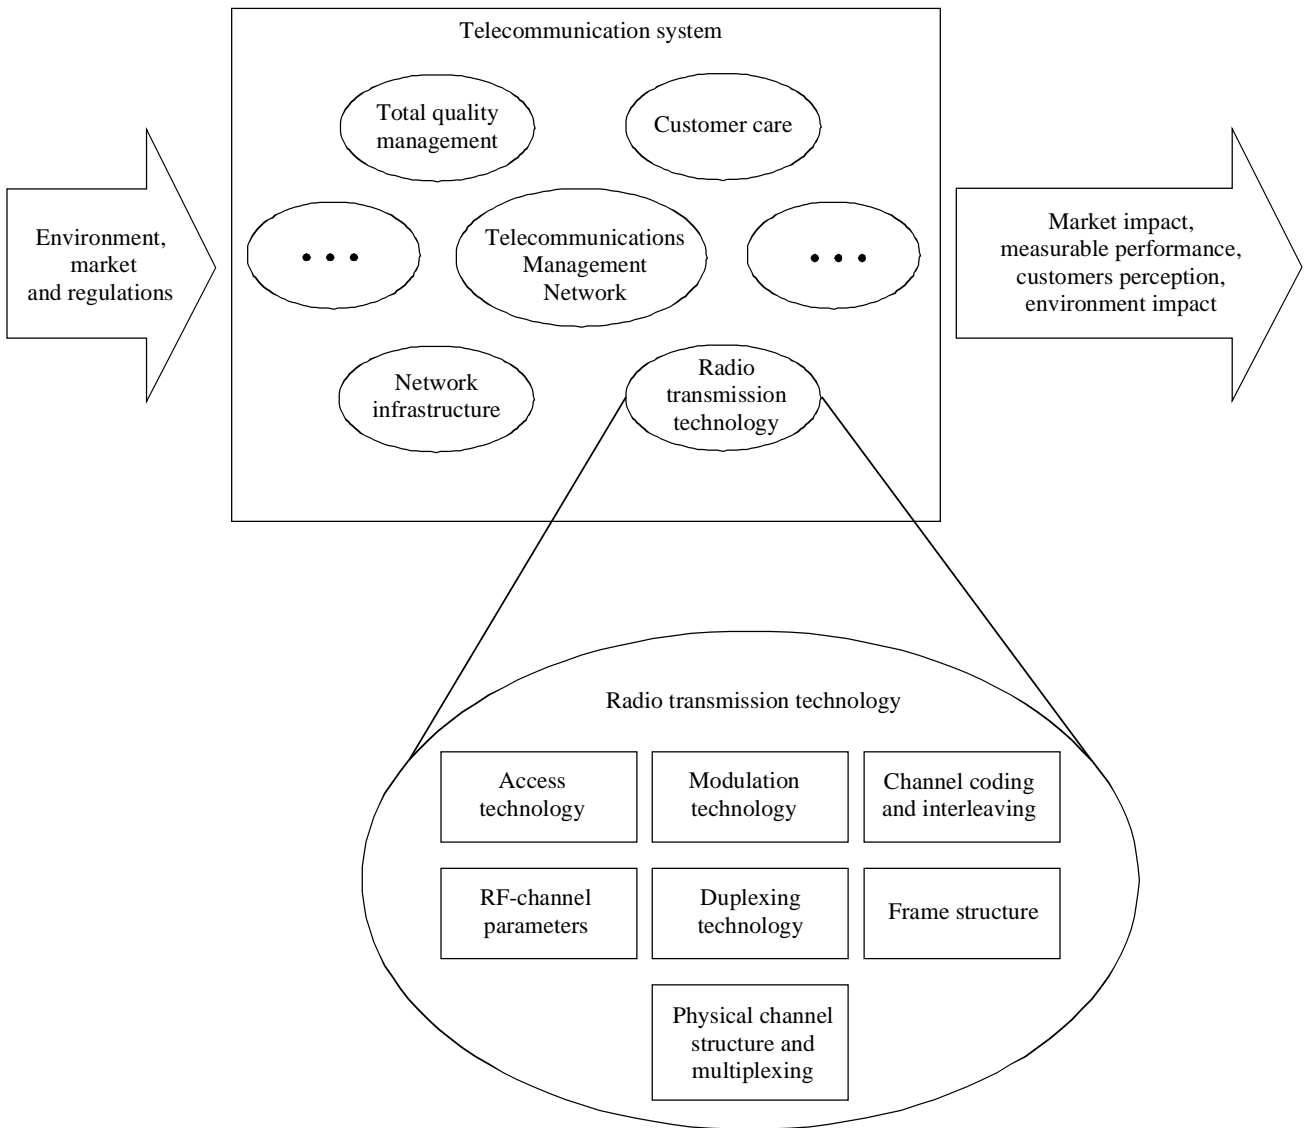 Telecommunication system
Total quality
management
Customer care
Environment,
market
and regulations
• • •
Telecommunications
Management
Network
• • •
Market impact,
measurable performance,
customers perception,
environment impact
Network
infrastructure
Radio
transmission
technology
Radio transmission technology
Access
technology
Modulation
technology
Channel coding
and interleaving
RF-channel
parameters
Duplexing
technology
Frame structure
Physical channel
structure and
multiplexing